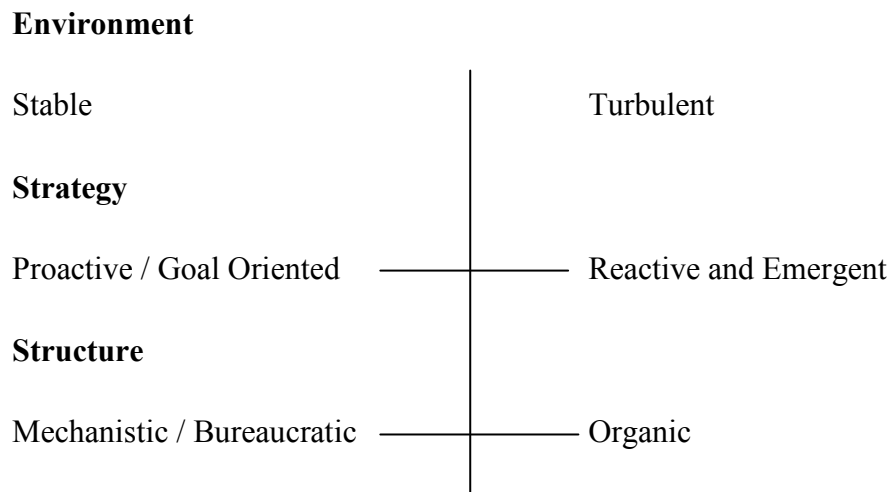 Environment
Stable Turbulent
Strategy
Proactive / Goal Oriented Reactive and Emergent
Structure
Mechanistic / Bureaucratic Organic